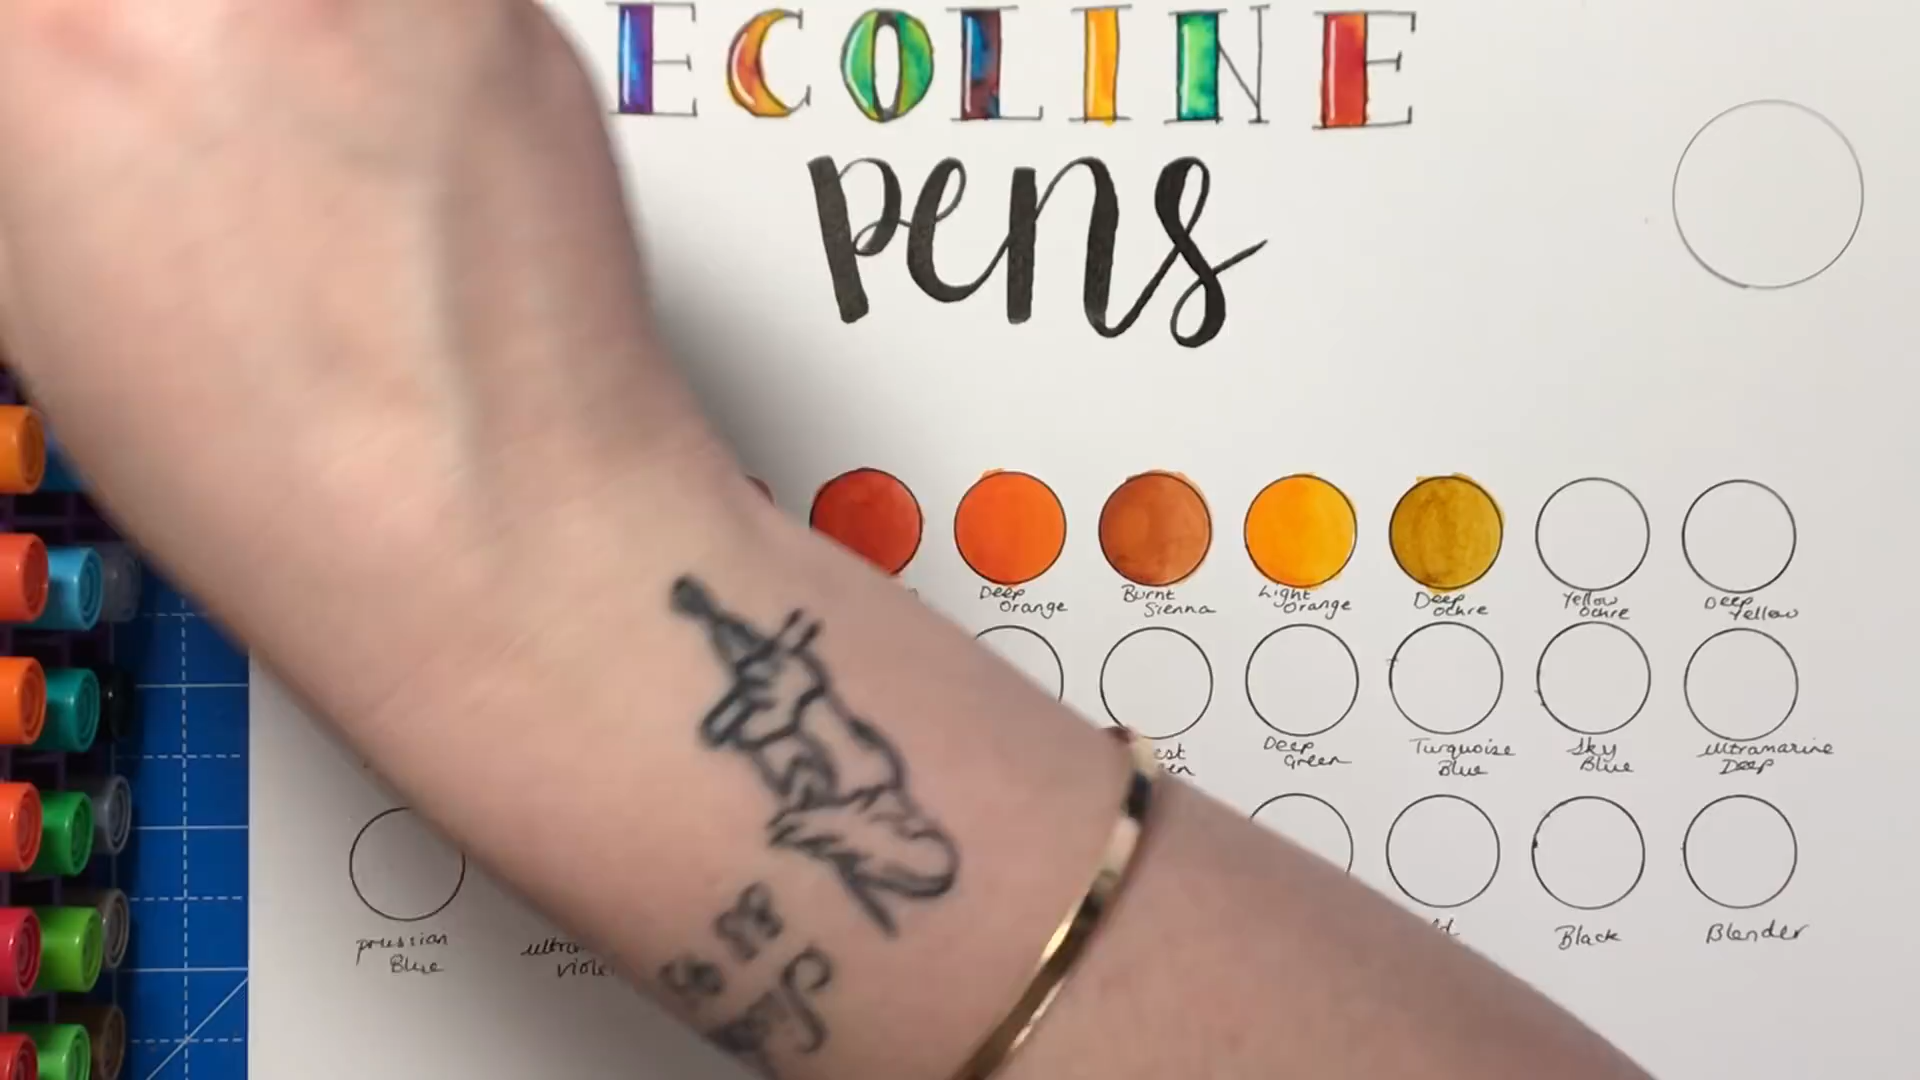 ECOLINE
pens
Deep
Orange
Burnt
Sienna
Light
Orange
Deep
Ochre
Yellow
Ochre
Deep
Yellow
Deep
Green
Turquoise
Blue
Sky
Blue
ultramarine
Deep
prussian
Blue
Black
Blender